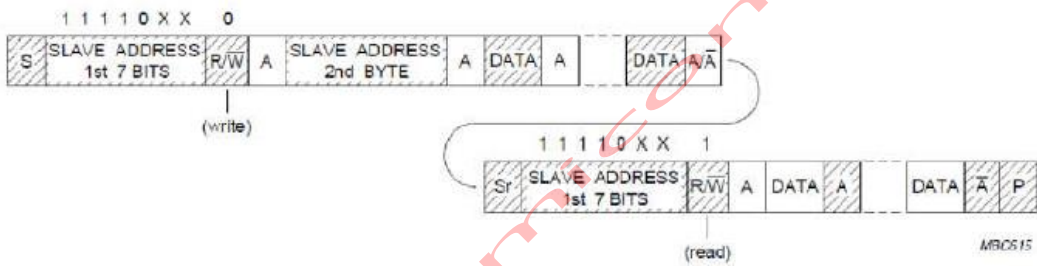 1 1 1 1 0 X X 0
S SLAVE ADDRESS 1st 7 BITS R/W̅ A SLAVE ADDRESS 2nd BYTE A DATA A DATA A/A̅
(write)
1 1 1 1 0 X X 1
Sr SLAVE ADDRESS 1st 7 BITS R/W̅ A DATA A DATA A̅ P
(read)
MBC615